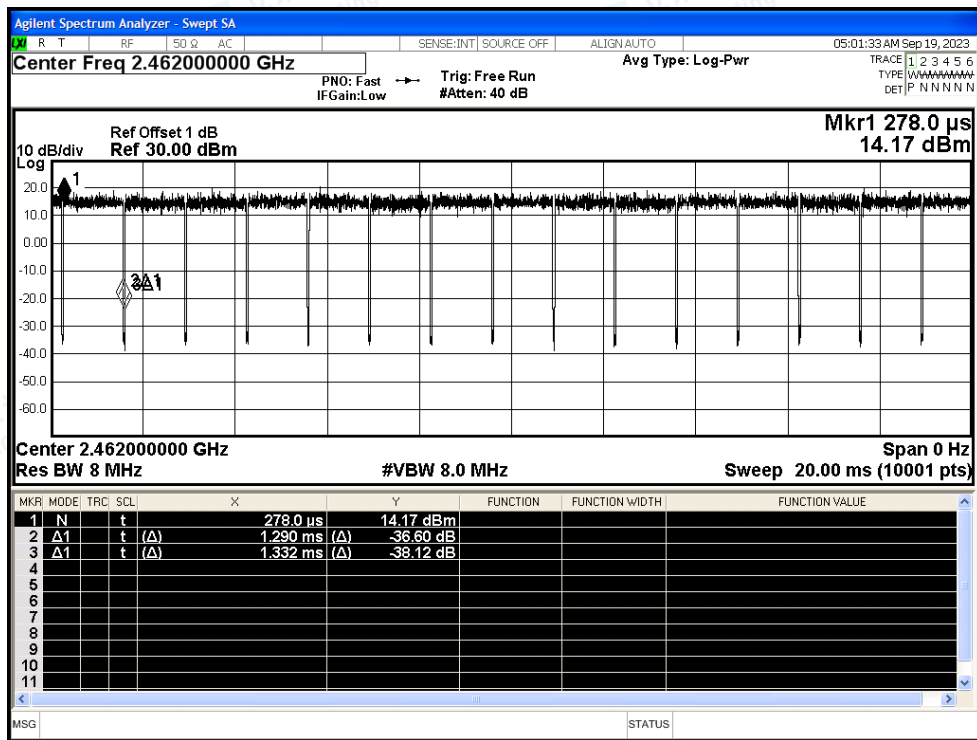 Agilent Spectrum Analyzer - Swept SA
LXI R T RF 50 Ω AC SENSE:INT SOURCE OFF ALIGN AUTO 05:01:33 AM Sep 19, 2023
Center Freq 2.462000000 GHz Avg Type: Log-Pwr TRACE 1 2 3 4 5 6
PNO: Fast Trig: Free Run TYPE
IFGain:Low #Atten: 40 dB DET P N N N N N
Mkr1 278.0 µs
Ref Offset 1 dB
10 dB/div Ref 30.00 dBm 14.17 dBm
Log
1
20.0
10.0
0.00
-10.0
-20.0
-30.0
-40.0
-50.0
-60.0
Center 2.462000000 GHz Span 0 Hz
Res BW 8 MHz #VBW 8.0 MHz Sweep 20.00 ms (10001 pts)
MKR MODE TRC SCL X Y FUNCTION FUNCTION WIDTH FUNCTION VALUE
1 N t 278.0 µs 14.17 dBm
2 Δ1 t (Δ) 1.290 ms (Δ) -36.60 dB
3 Δ1 t (Δ) 1.332 ms (Δ) -38.12 dB
4
5
6
7
8
9
10
11
MSG STATUS